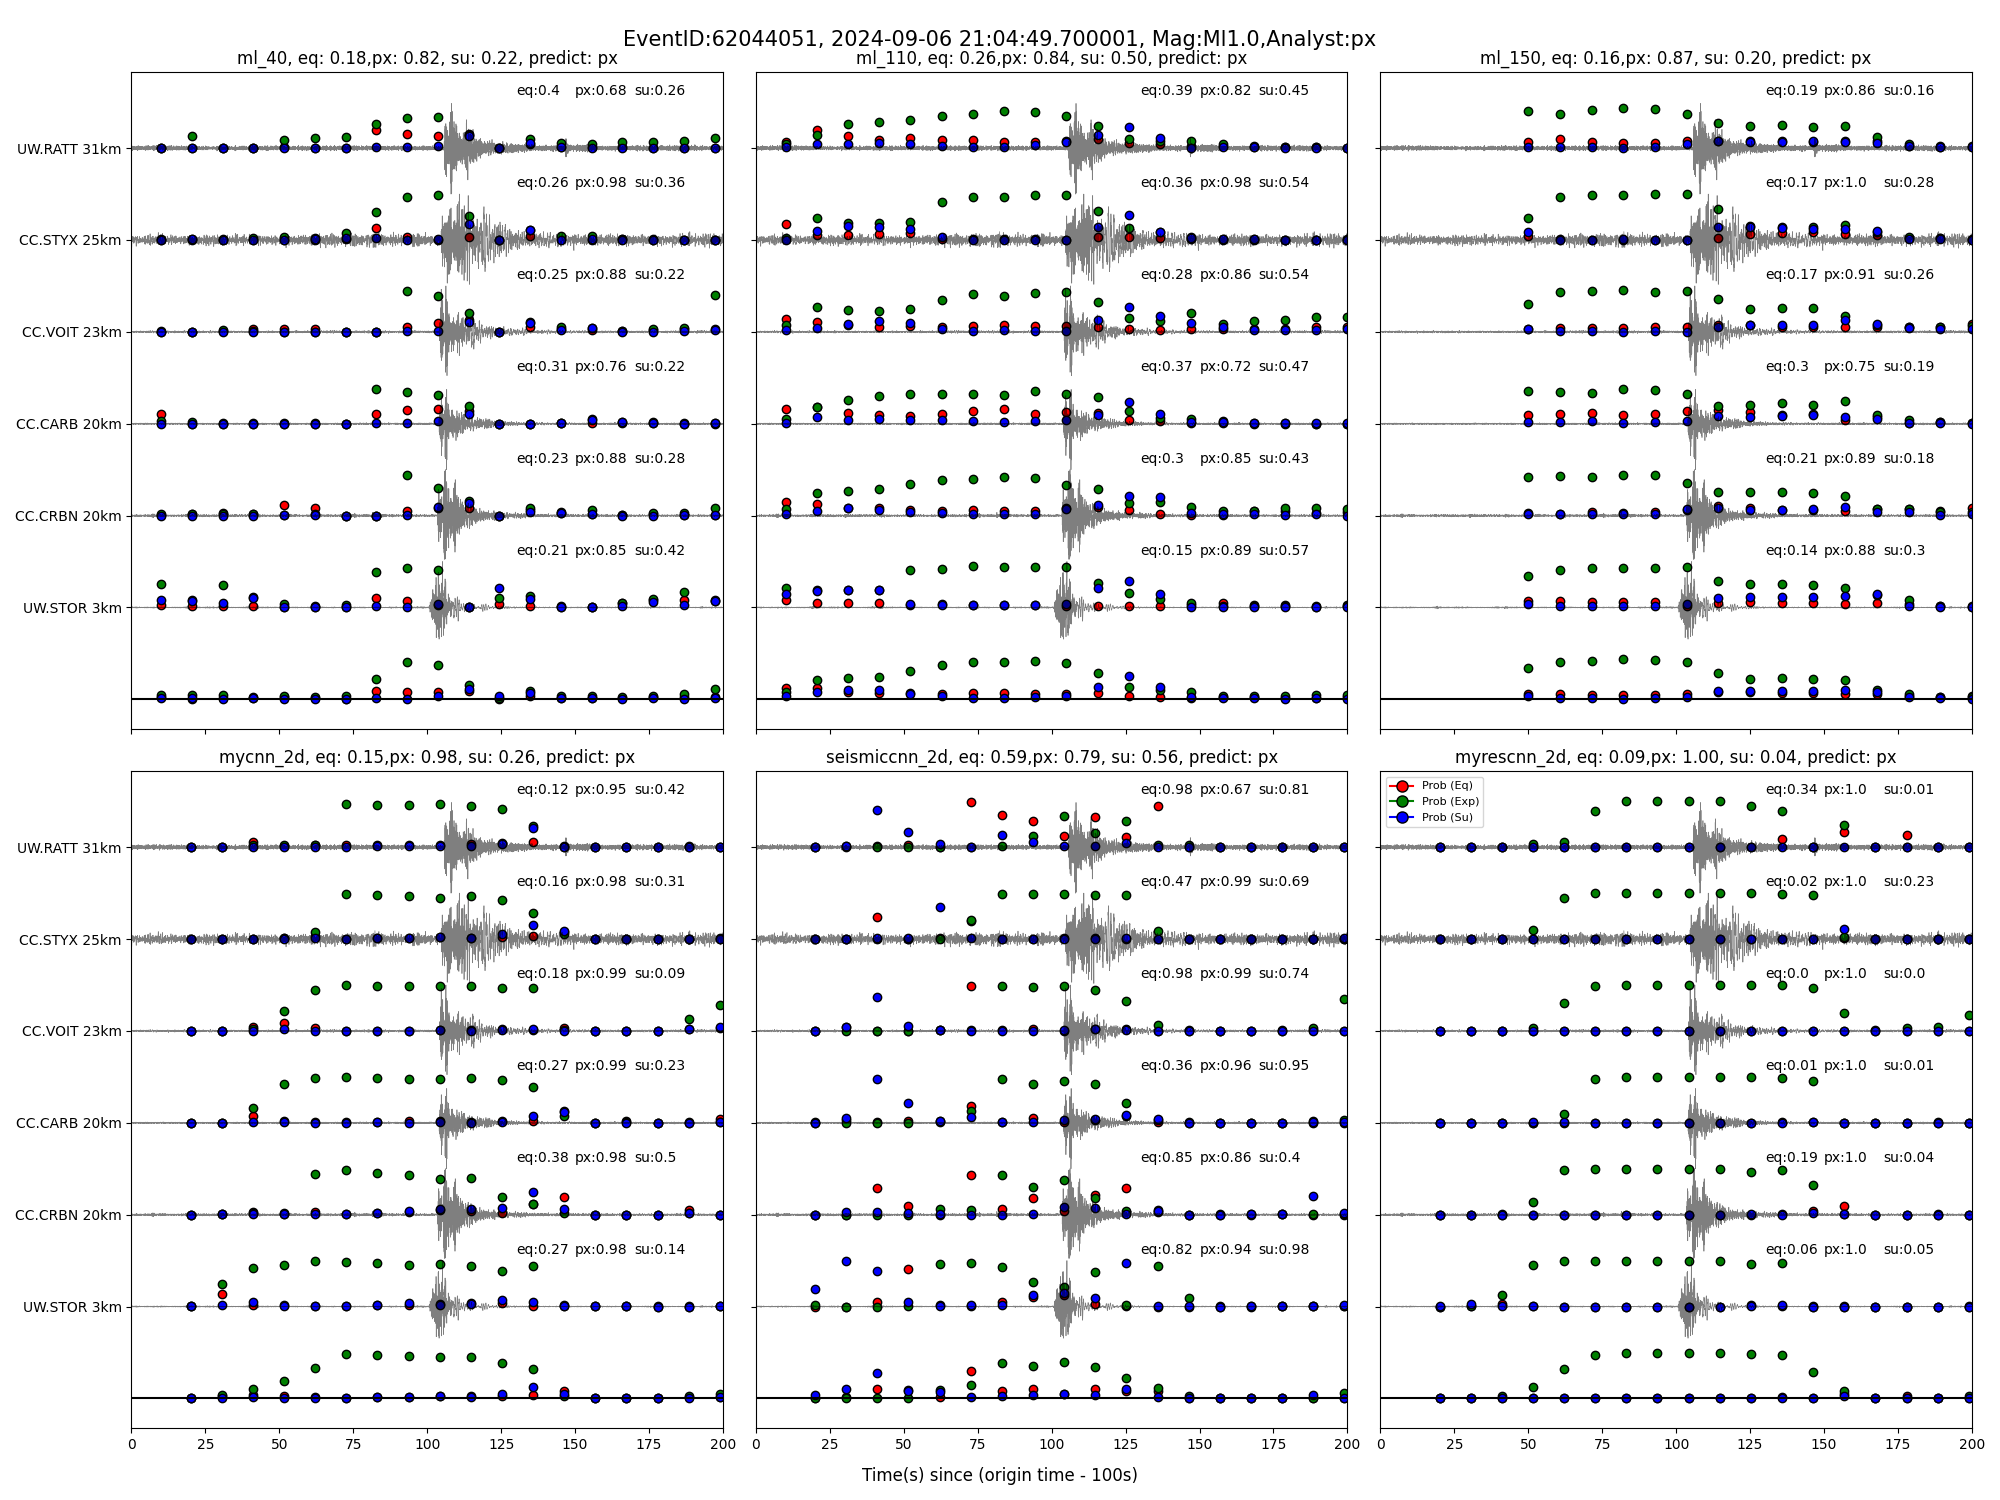 EventID:62044051, 2024-09-06 21:04:49.700001, Mag:Ml1.0,Analyst:px
ml_40, eq: 0.18,px: 0.82, su: 0.22, predict: px
eq:0.4 px:0.68 su:0.26
UW.RATT 31km
eq:0.26 px:0.98 su:0.36
CC.STYX 25km
eq:0.25 px:0.88 su:0.22
CC.VOIT 23km
eq:0.31 px:0.76 su:0.22
CC.CARB 20km
eq:0.23 px:0.88 su:0.28
CC.CRBN 20km
eq:0.21 px:0.85 su:0.42
UW.STOR 3km
ml_110, eq: 0.26,px: 0.84, su: 0.50, predict: px
eq:0.39 px:0.82 su:0.45
eq:0.36 px:0.98 su:0.54
eq:0.28 px:0.86 su:0.54
eq:0.37 px:0.72 su:0.47
eq:0.3 px:0.85 su:0.43
eq:0.15 px:0.89 su:0.57
ml_150, eq: 0.16,px: 0.87, su: 0.20, predict: px
eq:0.19 px:0.86 su:0.16
eq:0.17 px:1.0 su:0.28
eq:0.17 px:0.91 su:0.26
eq:0.3 px:0.75 su:0.19
eq:0.21 px:0.89 su:0.18
eq:0.14 px:0.88 su:0.3
mycnn_2d, eq: 0.15,px: 0.98, su: 0.26, predict: px
eq:0.12 px:0.95 su:0.42
UW.RATT 31km
eq:0.16 px:0.98 su:0.31
CC.STYX 25km
eq:0.18 px:0.99 su:0.09
CC.VOIT 23km
eq:0.27 px:0.99 su:0.23
CC.CARB 20km
eq:0.38 px:0.98 su:0.5
CC.CRBN 20km
eq:0.27 px:0.98 su:0.14
UW.STOR 3km
0 25 50 75 100 125 150 175 200
seismiccnn_2d, eq: 0.59,px: 0.79, su: 0.56, predict: px
eq:0.98 px:0.67 su:0.81
eq:0.47 px:0.99 su:0.69
eq:0.98 px:0.99 su:0.74
eq:0.36 px:0.96 su:0.95
eq:0.85 px:0.86 su:0.4
eq:0.82 px:0.94 su:0.98
0 25 50 75 100 125 150 175 200
myrescnn_2d, eq: 0.09,px: 1.00, su: 0.04, predict: px
Prob (Eq)
Prob (Exp)
Prob (Su)
eq:0.34 px:1.0 su:0.01
eq:0.02 px:1.0 su:0.23
eq:0.0 px:1.0 su:0.0
eq:0.01 px:1.0 su:0.01
eq:0.19 px:1.0 su:0.04
eq:0.06 px:1.0 su:0.05
0 25 50 75 100 125 150 175 200
Time(s) since (origin time - 100s)